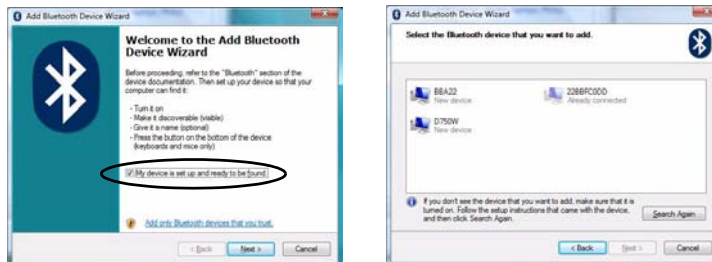 Add Bluetooth Device Wizard
Welcome to the Add Bluetooth
Device Wizard
Before proceeding, refer to the "Bluetooth" section of the
device documentation. Then set up your device so that your
computer can find it:
- Turn it on
- Make it discoverable (visible)
- Give it a name (optional)
- Press the button on the bottom of the device
(keyboards and mice only)
My device is set up and ready to be found.
Add only Bluetooth devices that you trust.
< Back
Next >
Cancel
Add Bluetooth Device Wizard
Select the Bluetooth device that you want to add.
BBA22
New device
22BBFC0DD
Already connected
D750W
New device
If you don't see the device that you want to add, make sure that it is
turned on. Follow the setup instructions that came with the device,
and then click Search Again.
Search Again
< Back
Next >
Cancel